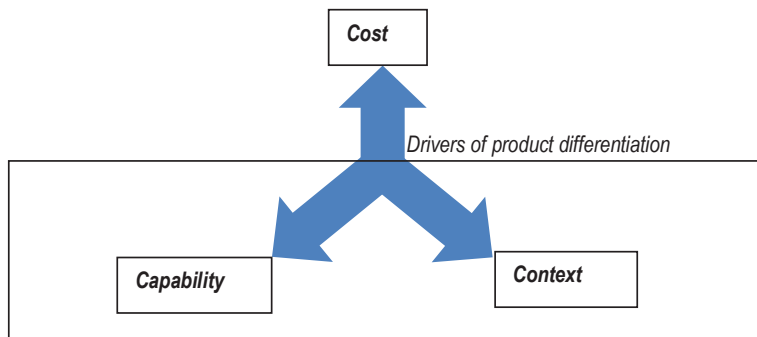 Cost
Drivers of product differentiation
Capability
Context